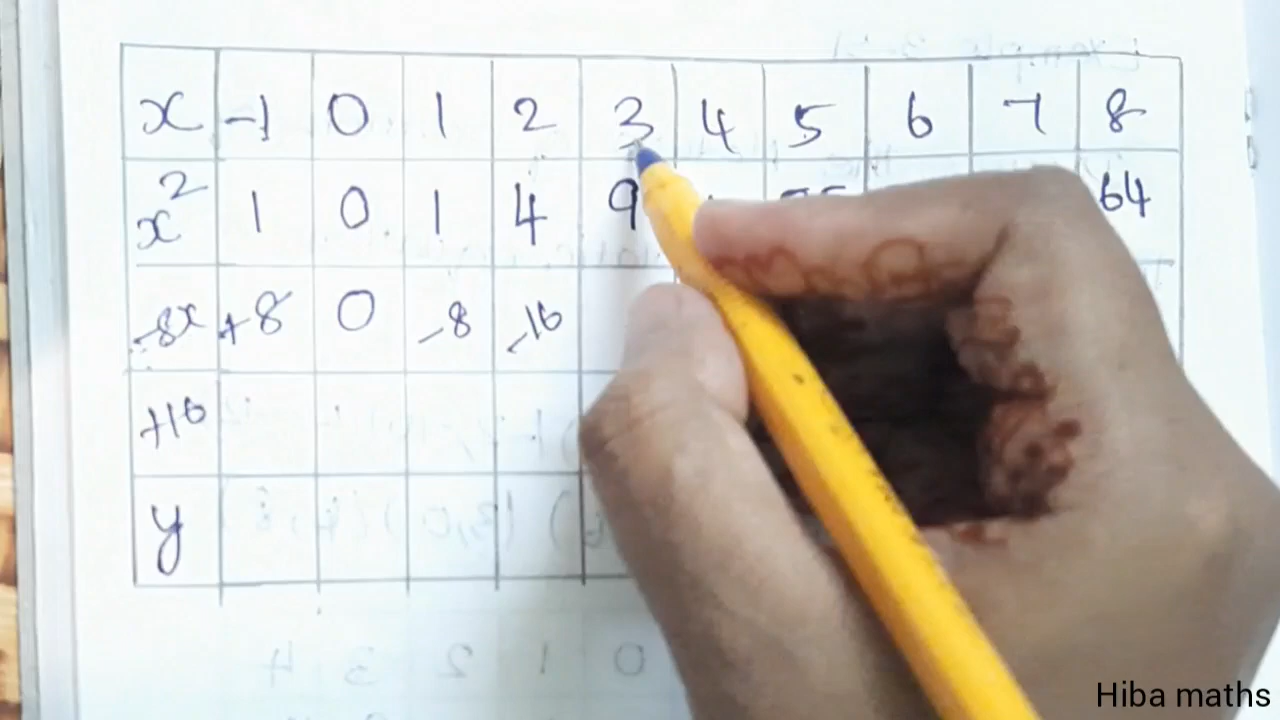 x -1 0 1 2 3 4 5 6 7 8
x² 1 0 1 4 9 64
-8x +8 0 -8 -16
+16
y
Hiba maths